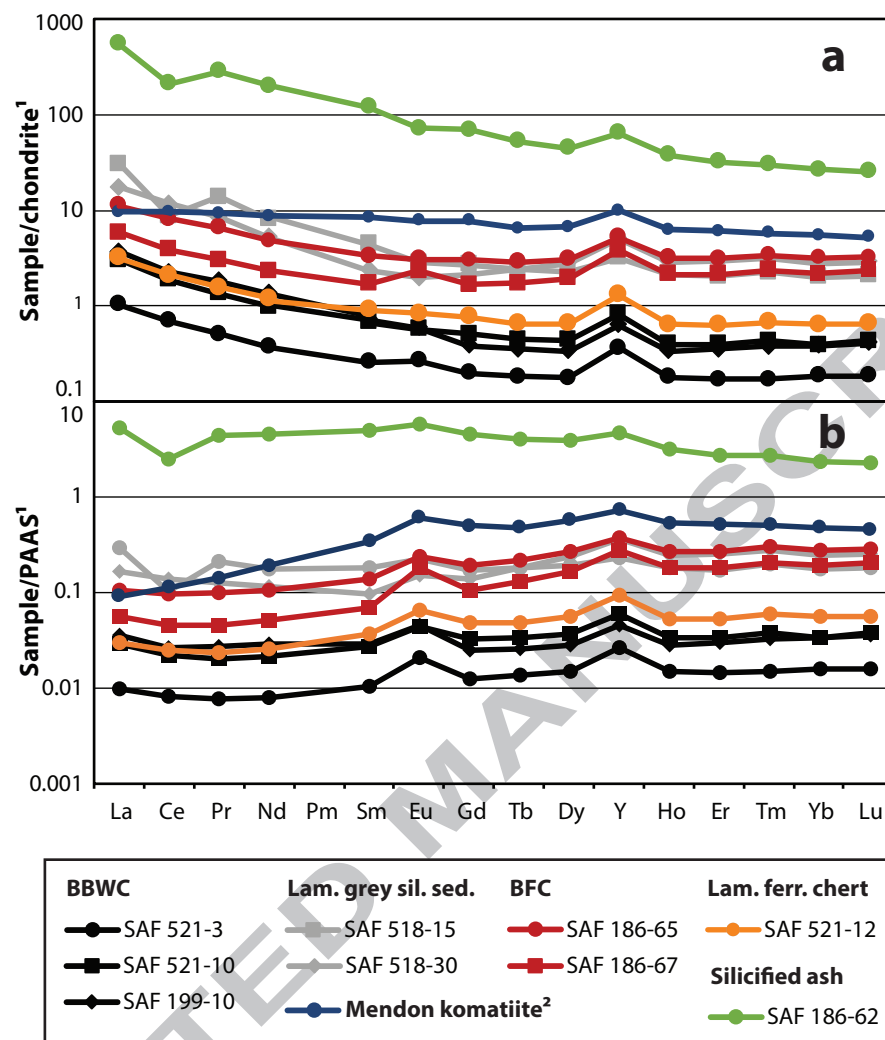 1000
a
100
10
1
0.1
Sample/chondrite¹
10
b
1
0.1
0.01
0.001
Sample/PAAS¹
La Ce Pr Nd Pm Sm Eu Gd Tb Dy Y Ho Er Tm Yb Lu
BBWC
SAF 521-3
SAF 521-10
SAF 199-10
Lam. grey sil. sed.
SAF 518-15
SAF 518-30
Mendon komatiite²
BFC
SAF 186-65
SAF 186-67
Lam. ferr. chert
SAF 521-12
Silicified ash
SAF 186-62
TED MANUSCR